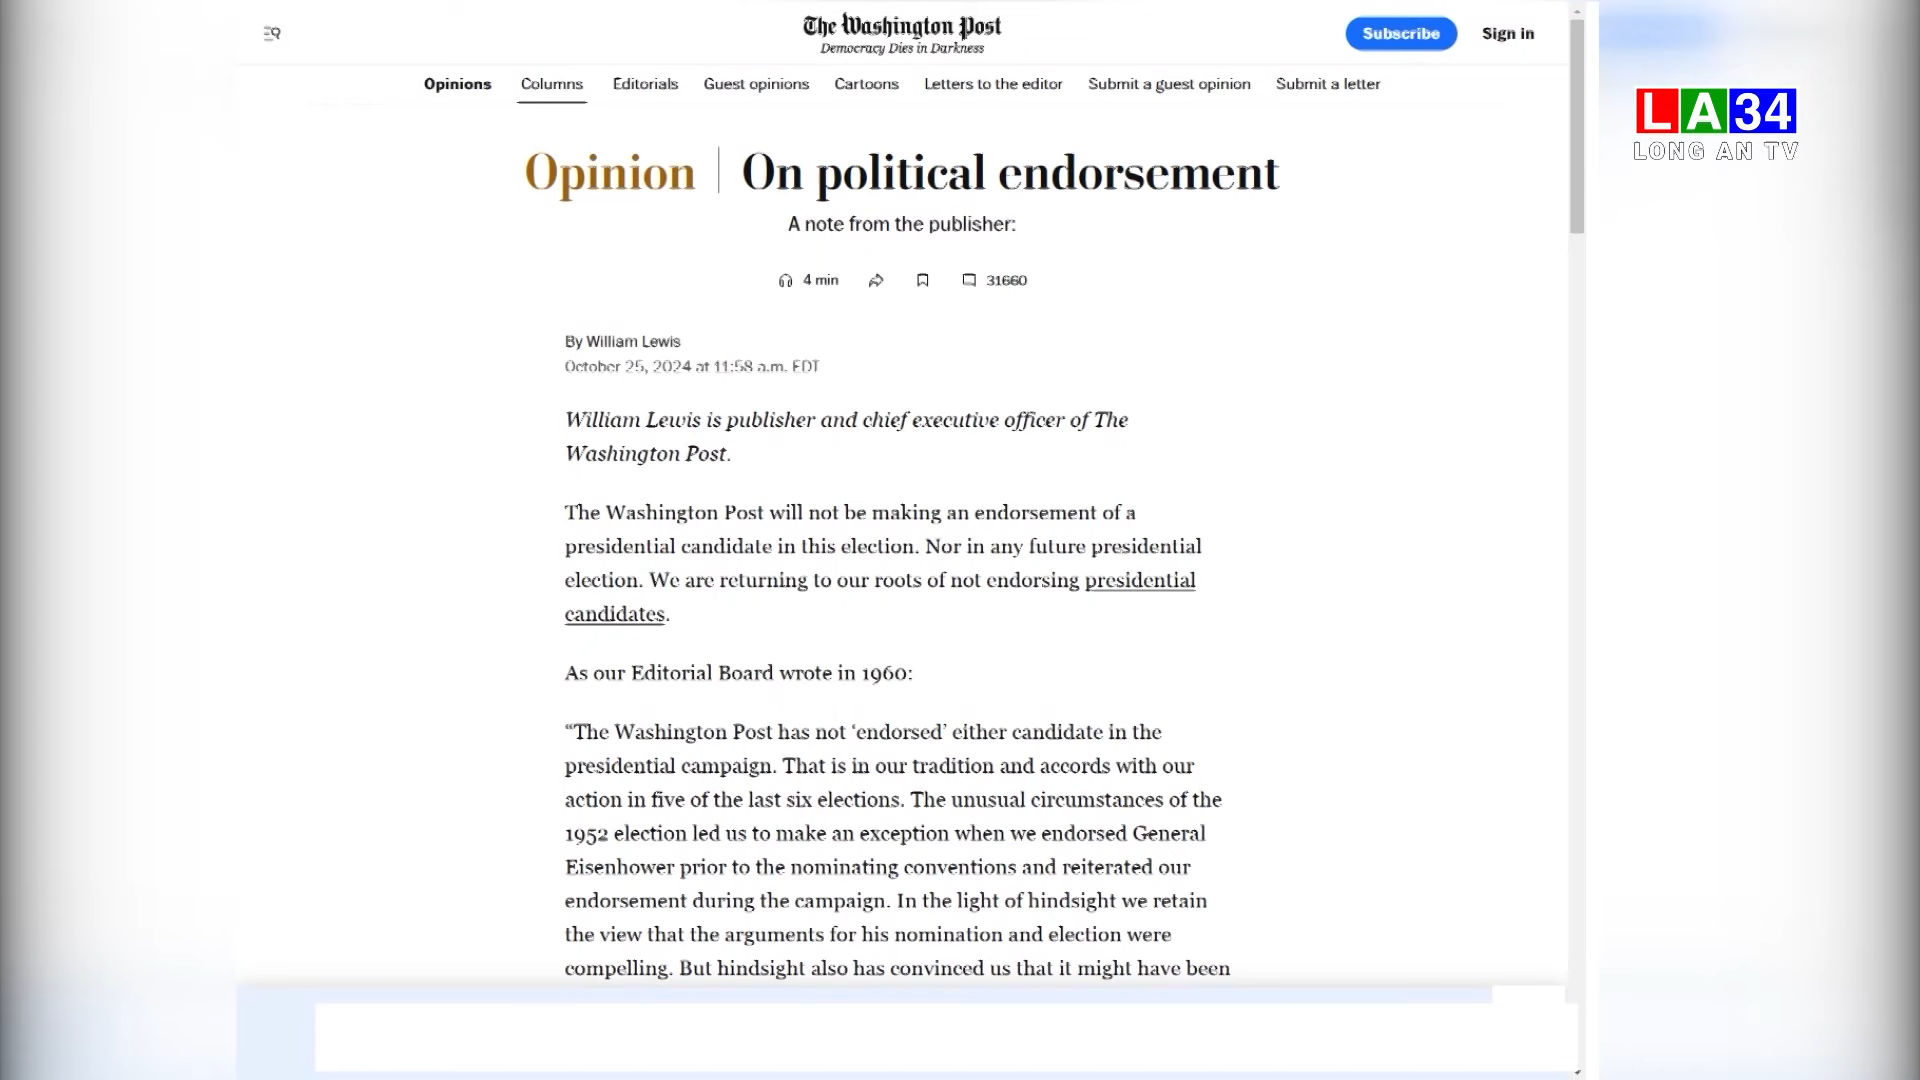 The Washington Post
Democracy Dies in Darkness
Subscribe
Sign in
Opinions Columns Editorials Guest opinions Cartoons Letters to the editor Submit a guest opinion Submit a letter
LA34
LONG AN TV
Opinion | On political endorsement
A note from the publisher:
4 min 31660
By William Lewis
October 25, 2024 at 11:58 a.m. EDT
William Lewis is publisher and chief executive officer of The
Washington Post.
The Washington Post will not be making an endorsement of a
presidential candidate in this election. Nor in any future presidential
election. We are returning to our roots of not endorsing presidential
candidates.
As our Editorial Board wrote in 1960:
“The Washington Post has not ‘endorsed’ either candidate in the
presidential campaign. That is in our tradition and accords with our
action in five of the last six elections. The unusual circumstances of the
1952 election led us to make an exception when we endorsed General
Eisenhower prior to the nominating conventions and reiterated our
endorsement during the campaign. In the light of hindsight we retain
the view that the arguments for his nomination and election were
compelling. But hindsight also has convinced us that it might have been